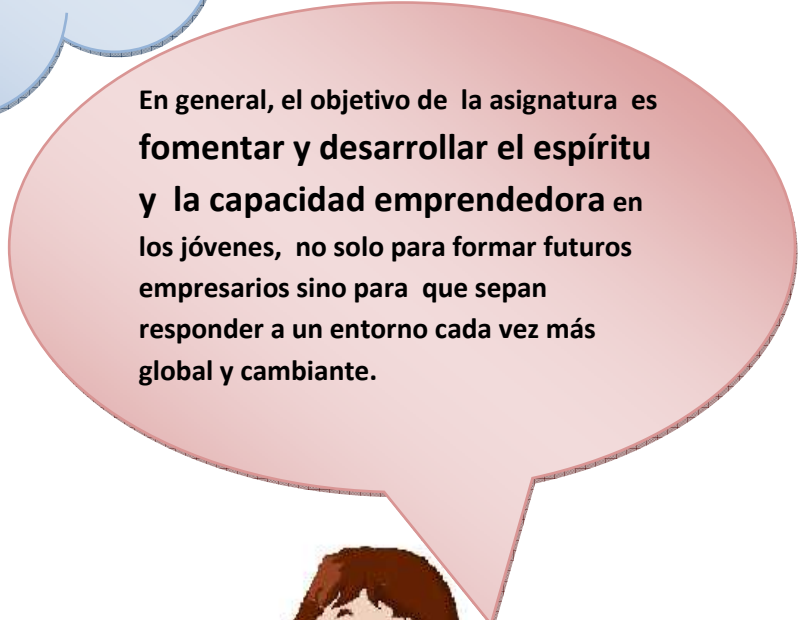 En general, el objetivo de la asignatura es
fomentar y desarrollar el espíritu
y la capacidad emprendedora en
los jóvenes, no solo para formar futuros
empresarios sino para que sepan
responder a un entorno cada vez más
global y cambiante.